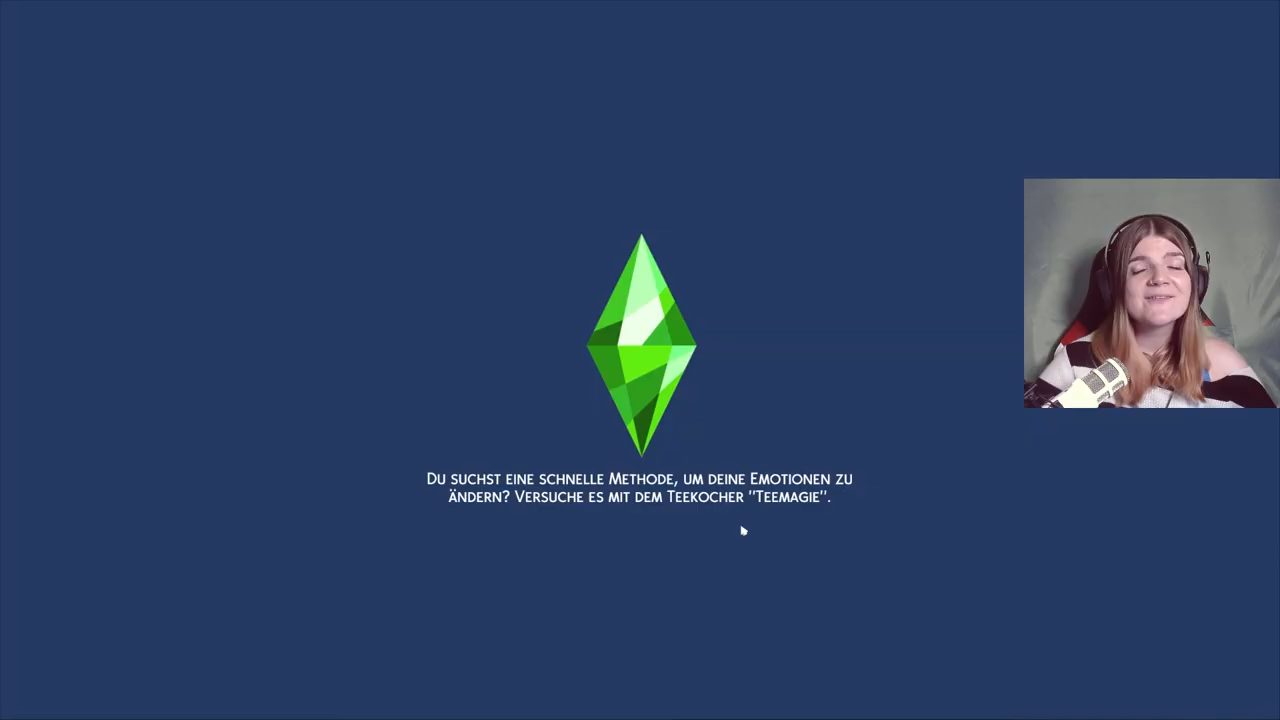 Du suchst eine schnelle Methode, um deine Emotionen zu
ändern? Versuche es mit dem Teekocher "Teemagie".